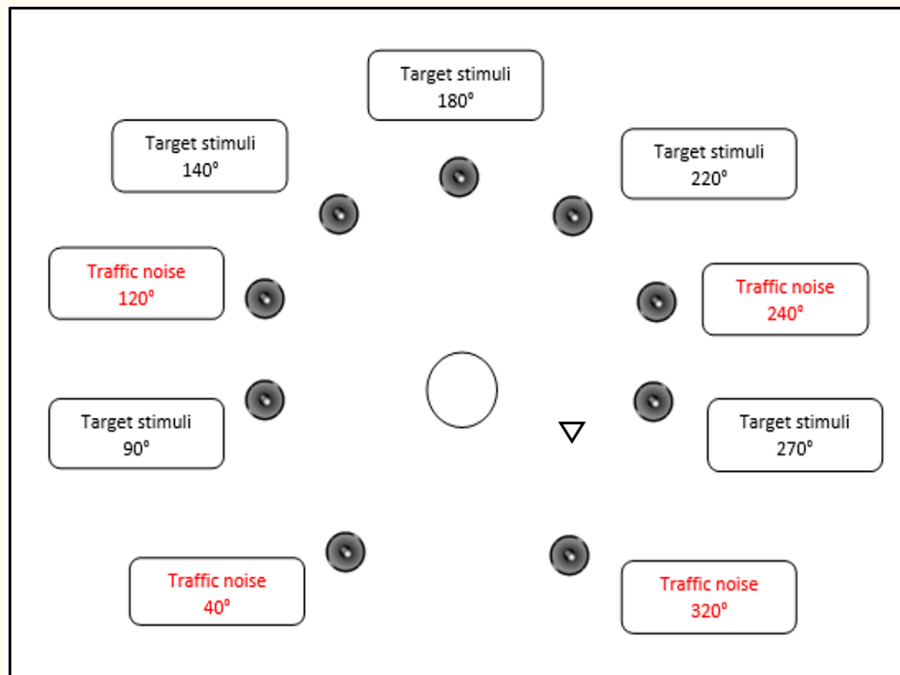 Target stimuli
180°
Target stimuli
140°
Target stimuli
220°
Traffic noise
120°
Traffic noise
240°
Target stimuli
90°
Target stimuli
270°
Traffic noise
40°
Traffic noise
320°